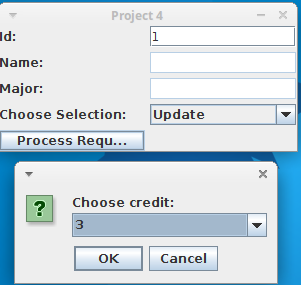 Project 4
Id: 1
Name:
Major:
Choose Selection: Update
Process Requ...
?
Choose credit:
3
OK Cancel